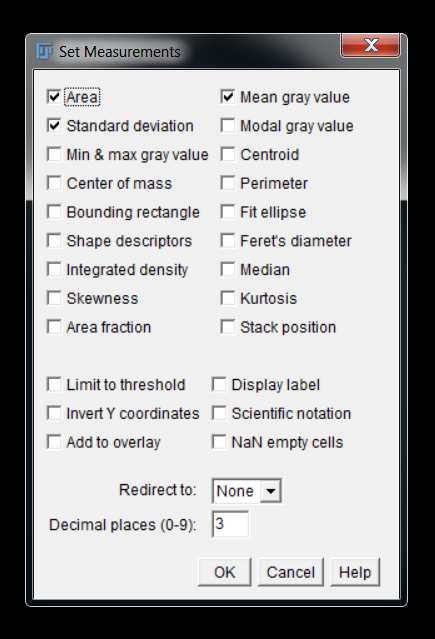 Set Measurements
Area Mean gray value
Standard deviation Modal gray value
Min & max gray value Centroid
Center of mass Perimeter
Bounding rectangle Fit ellipse
Shape descriptors Feret's diameter
Integrated density Median
Skewness Kurtosis
Area fraction Stack position
Limit to threshold Display label
Invert Y coordinates Scientific notation
Add to overlay NaN empty cells
Redirect to: None
Decimal places (0-9): 3
OK Cancel Help